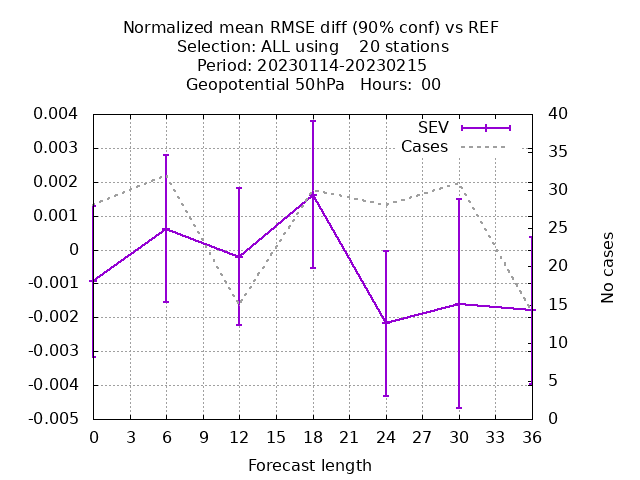 Normalized mean RMSE diff (90% conf) vs REF
Selection: ALL using    20 stations
Period: 20230114-20230215
Geopotential 50hPa   Hours:  00
0.004
0.003
0.002
0.001
0
-0.001
-0.002
-0.003
-0.004
-0.005
SEV
Cases
40
35
30
25
20
15
10
5
0
No cases
0 3 6 9 12 15 18 21 24 27 30 33 36
Forecast length